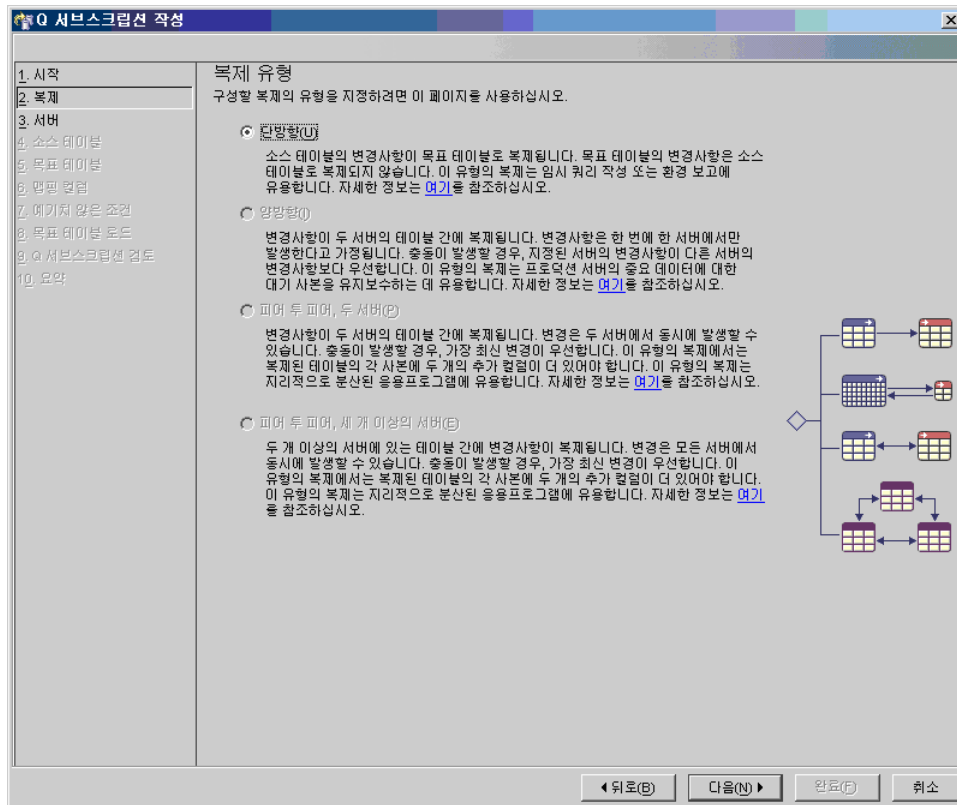 Q 서브스크립션 작성
1. 시작
2. 복제
3. 서버
4. 소스 테이블
5. 목표 테이블
6. 맵핑 컬럼
7. 예기치 않은 조건
8. 목표 테이블 로드
9. Q 서브스크립션 검토
10. 요약
복제 유형
구성할 복제의 유형을 지정하려면 이 페이지를 사용하십시오.
단방향(U)
소스 테이블의 변경사항이 목표 테이블로 복제됩니다. 목표 테이블의 변경사항은 소스
테이블로 복제되지 않습니다. 이 유형의 복제는 임시 쿼리 작성 또는 환경 보고에
유용합니다. 자세한 정보는 여기를 참조하십시오.
양방향(I)
변경사항이 두 서버의 테이블 간에 복제됩니다. 변경사항은 한 번에 한 서버에서만
발생한다고 가정됩니다. 충돌이 발생할 경우, 지정된 서버의 변경사항이 다른 서버의
변경사항보다 우선합니다. 이 유형의 복제는 프로덕션 서버의 중요 데이터에 대한
대기 사본을 유지보수하는 데 유용합니다. 자세한 정보는 여기를 참조하십시오.
피어 투 피어, 두 서버(P)
변경사항이 두 서버의 테이블 간에 복제됩니다. 변경은 두 서버에서 동시에 발생할 수
있습니다. 충돌이 발생할 경우, 가장 최신 변경이 우선합니다. 이 유형의 복제에서는
복제된 테이블의 각 사본에 두 개의 추가 컬럼이 더 있어야 합니다. 이 유형의 복제는
지리적으로 분산된 응용프로그램에 유용합니다. 자세한 정보는 여기를 참조하십시오.
피어 투 피어, 세 개 이상의 서버(E)
두 개 이상의 서버에 있는 테이블 간에 변경사항이 복제됩니다. 변경은 모든 서버에서
동시에 발생할 수 있습니다. 충돌이 발생할 경우, 가장 최신 변경이 우선합니다. 이
유형의 복제에서는 복제된 테이블의 각 사본에 두 개의 추가 컬럼이 더 있어야 합니다.
이 유형의 복제는 지리적으로 분산된 응용프로그램에 유용합니다. 자세한 정보는 여기
를 참조하십시오.
뒤로(B)
다음(N)
완료(F)
취소